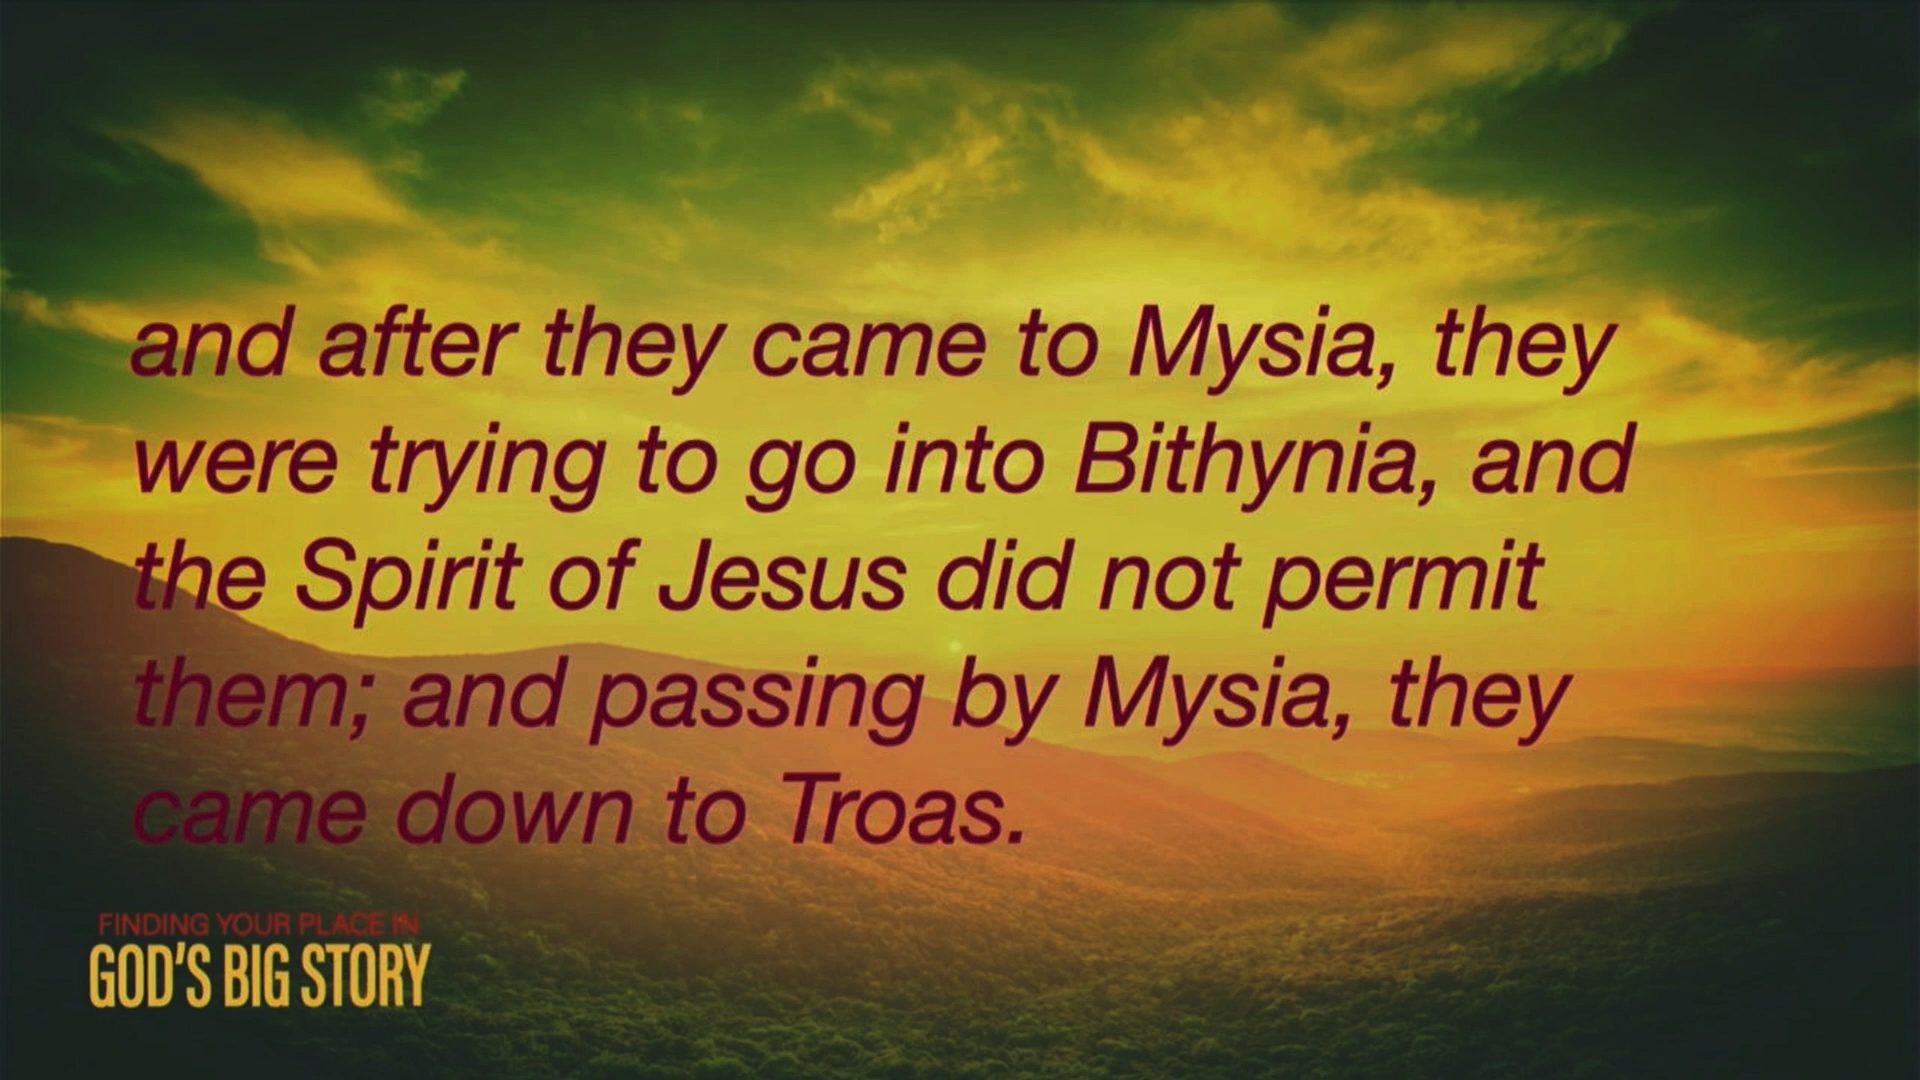 and after they came to Mysia, they
were trying to go into Bithynia, and
the Spirit of Jesus did not permit
them; and passing by Mysia, they
came down to Troas.
FINDING YOUR PLACE IN
GOD'S BIG STORY